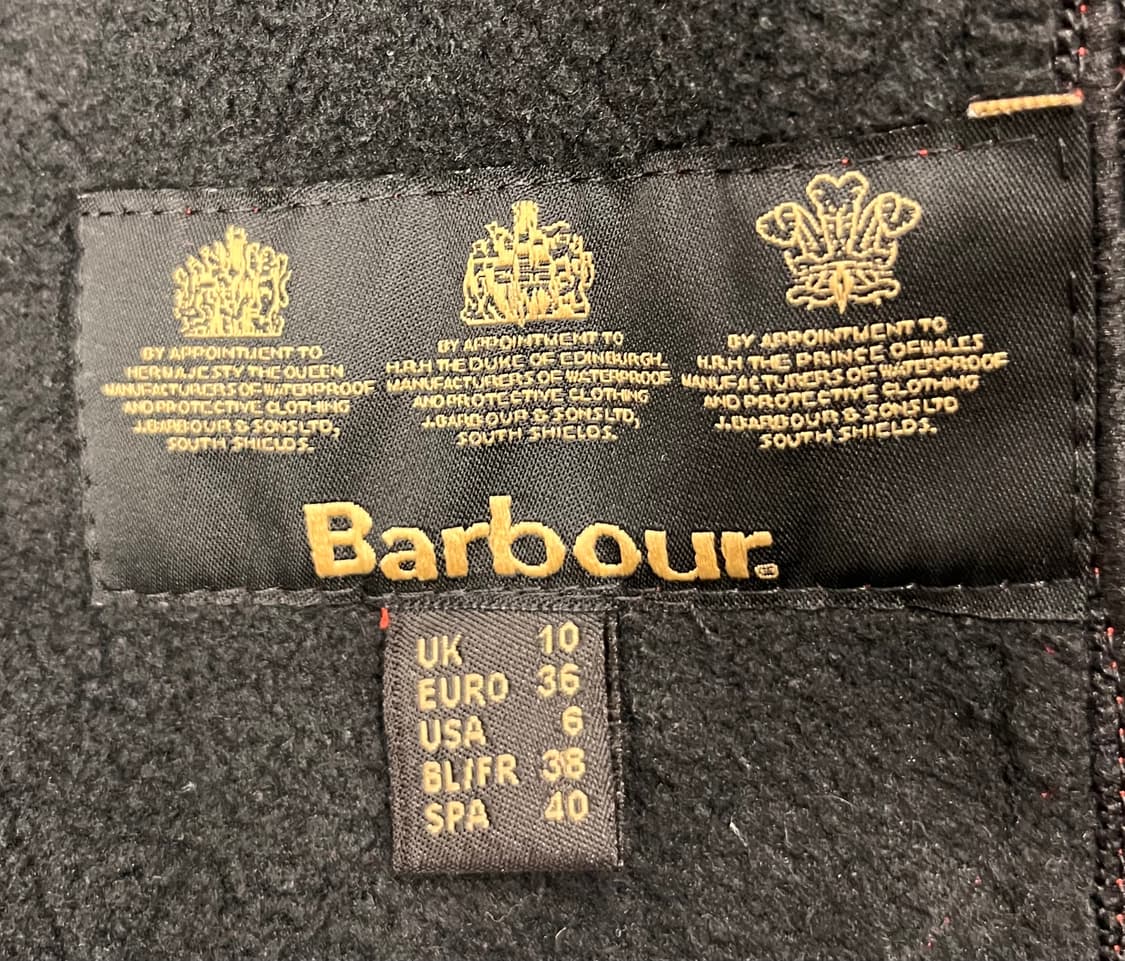 BY APPOINTMENT TO
HER MAJESTY THE QUEEN
MANUFACTURERS OF WATERPROOF
AND PROTECTIVE CLOTHING
J.BARBOUR & SONS LTD,
SOUTH SHIELDS.
BY APPOINTMENT TO
H.R.H THE DUKE OF EDINBURGH
MANUFACTURERS OF WATERPROOF
AND PROTECTIVE CLOTHING
J.BARBOUR & SONS LTD,
SOUTH SHIELDS.
BY APPOINTMENT TO
H.R.H THE PRINCE OF WALES
MANUFACTURERS OF WATERPROOF
AND PROTECTIVE CLOTHING
J.BARBOUR & SONS LTD
SOUTH SHIELDS.
Barbour®
UK 10
EURO 36
USA 6
BL/FR 38
SPA 40